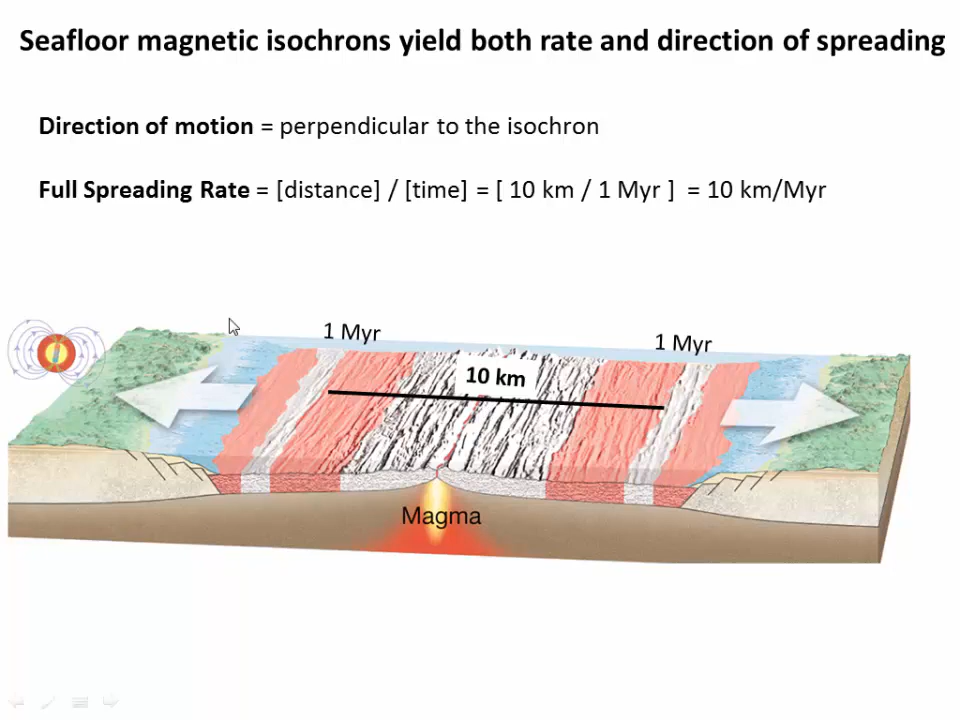 Seafloor magnetic isochrons yield both rate and direction of spreading
Direction of motion = perpendicular to the isochron
Full Spreading Rate = [distance] / [time] = [ 10 km / 1 Myr ] = 10 km/Myr
1 Myr
1 Myr
10 km
Magma